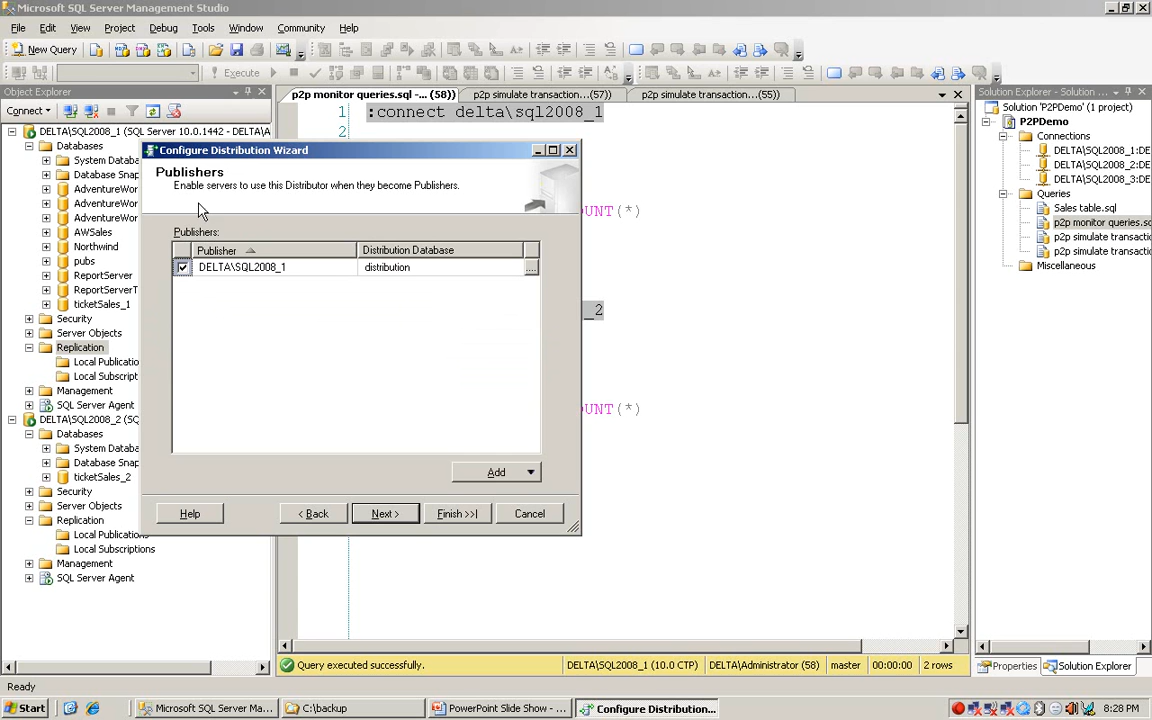 Microsoft SQL Server Management Studio
File Edit View Project Debug Tools Window Community Help
New Query
Execute
Object Explorer
Connect
DELTA\SQL2008_1 (SQL Server 10.0.1442 - DELTA\A
Databases
System Databa
Database Snap
AdventureWor
AdventureWor
AdventureWor
AWSales
Northwind
pubs
ReportServer
ReportServerT
ticketSales_1
Security
Server Objects
Replication
Local Publicatio
Local Subscript
Management
SQL Server Agent
DELTA\SQL2008_2 (SQ
Databases
System Databa
Database Snap
ticketSales_2
Security
Server Objects
Replication
Local Publications
Local Subscriptions
Management
SQL Server Agent
p2p monitor queries.sql -... (58))
p2p simulate transaction...(57))
p2p simulate transaction...(55))
1 :connect delta\sql2008_1
2
OUNT(*)
_2
OUNT(*)
Configure Distribution Wizard
Publishers
Enable servers to use this Distributor when they become Publishers.
Publishers:
Publisher Distribution Database
DELTA\SQL2008_1 distribution
...
Add
Help < Back Next > Finish >>| Cancel
Query executed successfully. DELTA\SQL2008_1 (10.0 CTP) DELTA\Administrator (58) master 00:00:00 2 rows
Solution Explorer - Solution ...
Solution 'P2PDemo' (1 project)
P2PDemo
Connections
DELTA\SQL2008_1:DE
DELTA\SQL2008_2:DE
DELTA\SQL2008_3:DE
Queries
Sales table.sql
p2p monitor queries.sq
p2p simulate transactio
p2p simulate transactio
Miscellaneous
Properties Solution Explorer
Ready
Start Microsoft SQL Server Ma... C:\backup PowerPoint Slide Show - ... Configure Distribution... 8:28 PM